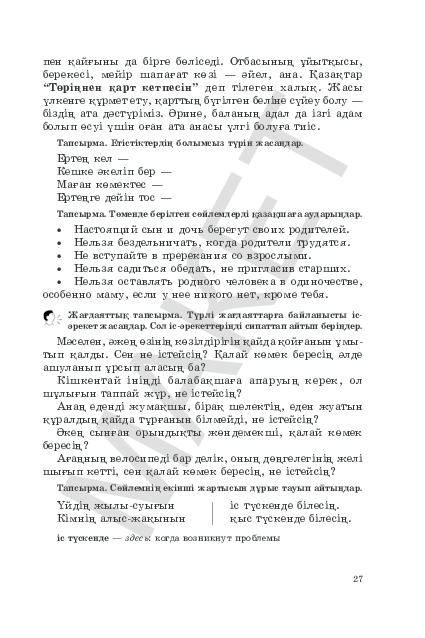 пен қайғыны да бірге бөліседі. Отбасының ұйытқысы,
берекесі, мейір шапағат көзі — әйел, ана. Қазақтар
“Төріңнен қарт кетпесін” деп тілеген халық. Жасы
үлкенге құрмет ету, қарттың бүгілген беліне сүйеу болу —
біздің ата дәстүріміз. Әрине, баланың адал да ізгі адам
болып өсуі үшін оған ата анасы үлгі болуға тиіс.
Тапсырма. Етістіктердің болымсыз түрін жасаңдар.
Ертең кел —
Кешке әкеліп бер —
Маған көмектес —
Ертеңге дейін тос —
Тапсырма. Төменде берілген сөйлемдерді қазақшаға аударыңдар.
• Настоящий сын и дочь берегут своих родителей.
• Нельзя бездельничать, когда родители трудятся.
• Не вступайте в пререкания со взрослыми.
• Нельзя садиться обедать, не пригласив старших.
• Нельзя оставлять родного человека в одиночестве,
особенно маму, если у нее никого нет, кроме тебя.
Жағдаяттық тапсырма. Түрлі жағдаяттарға байланысты іс-
әрекет жасаңдар. Сол іс-әрекеттеріңді сипаттап айтып беріңдер.
Мәселен, әжең өзінің көзілдірігін қайда қойғанын ұмы-
тып қалды. Сен не істейсің? Қалай көмек бересің әлде
ашуланып ұрсып аласың ба?
Кішкентай ініңді балабақшаға апаруың керек, ол
шұлығын таппай жүр, не істейсің?
Анаң еденді жумақшы, бірақ шелектің, еден жуатын
құралдың қайда тұрғанын білмейді, не істейсің?
Әкең сынған орындықты жөндемекші, қалай көмек
бересің?
Ағаңның велосипеді бар делік, оның дөңгелегінің желі
шығып кетті, сен қалай көмек бересің, не істейсің?
Тапсырма. Сөйлемнің екінші жартысын дұрыс тауып айтыңдар.
Үйдің жылы-суығын іс түскенде білесің.
Кімнің алыс-жақынын қыс түскенде білесің.
іс түскенде — здесь: когда возникнут проблемы
27
МАКЕТ